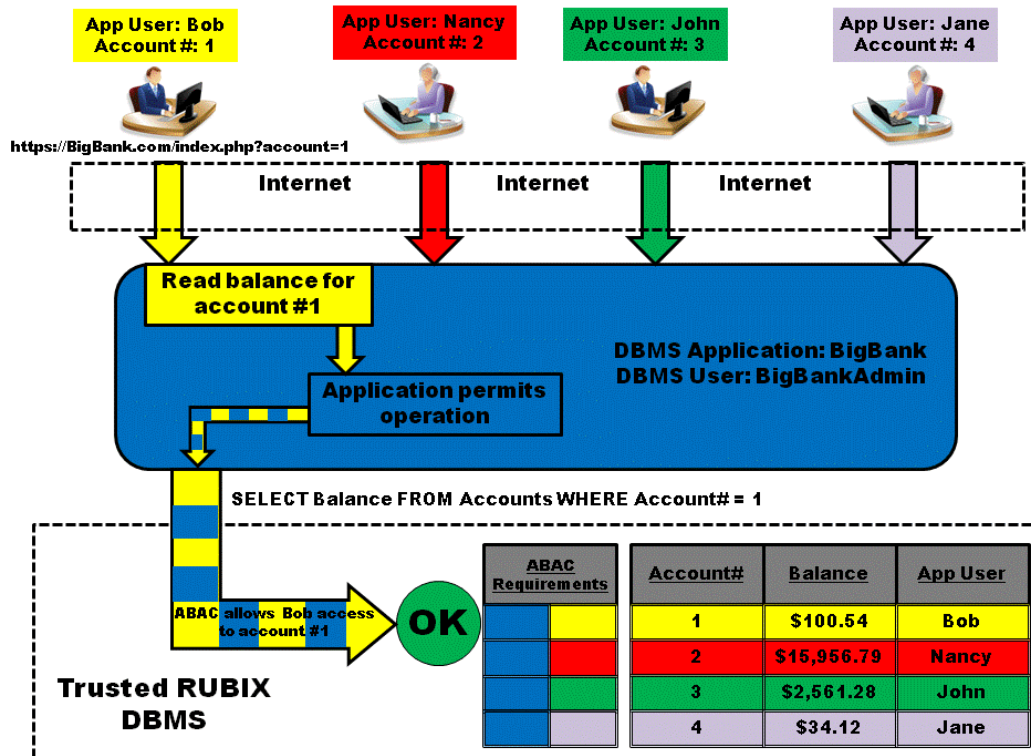 App User: Bob
Account #: 1
App User: Nancy
Account #: 2
App User: John
Account #: 3
App User: Jane
Account #: 4
https://BigBank.com/index.php?account=1
Internet
Internet
Internet
Read balance for
account #1
DBMS Application: BigBank
DBMS User: BigBankAdmin
Application permits
operation
SELECT Balance FROM Accounts WHERE Account# = 1
ABAC allows Bob access
to account #1
OK
Trusted RUBIX
DBMS
ABAC
Requirements
Account# Balance App User
1 $100.54 Bob
2 $15,956.79 Nancy
3 $2,561.28 John
4 $34.12 Jane